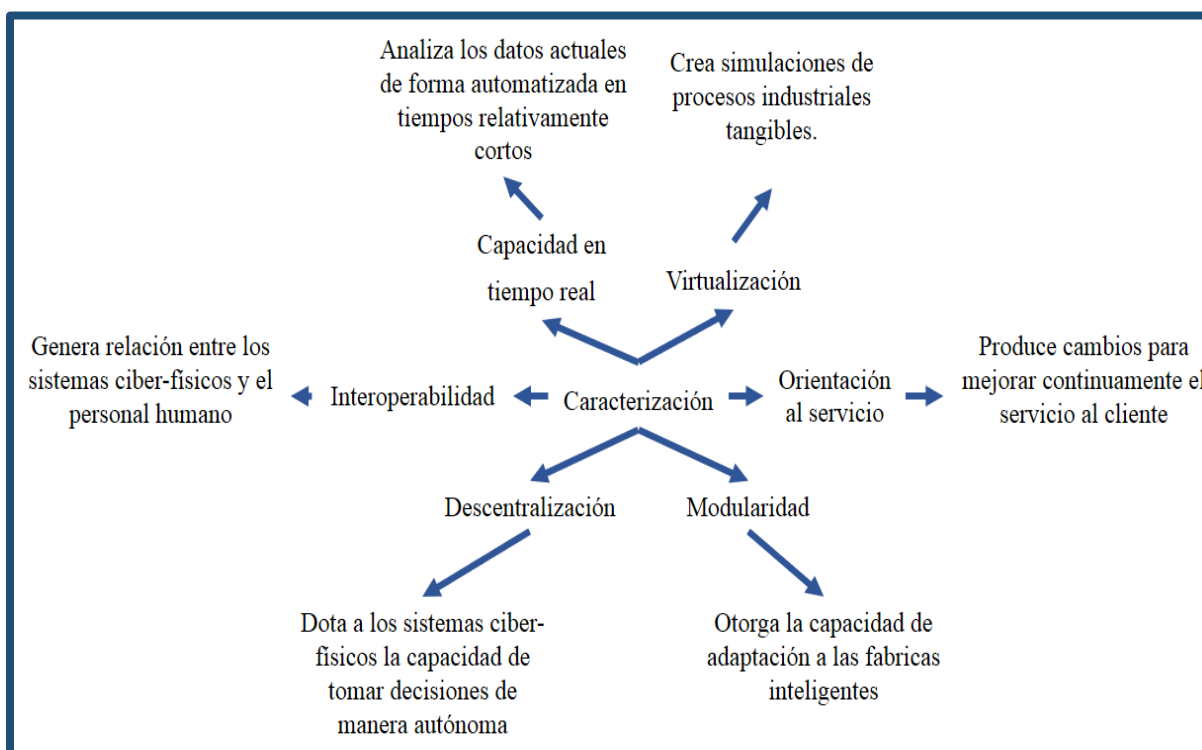 Analiza los datos actuales
de forma automatizada en
tiempos relativamente
cortos
Crea simulaciones de
procesos industriales
tangibles.
Capacidad en
tiempo real
Virtualización
Genera relación entre los
sistemas ciber-físicos y el
personal humano
Interoperabilidad
Caracterización
Orientación
al servicio
Produce cambios para
mejorar continuamente el
servicio al cliente
Descentralización
Modularidad
Dota a los sistemas ciber-
físicos la capacidad de
tomar decisiones de
manera autónoma
Otorga la capacidad de
adaptación a las fabricas
inteligentes